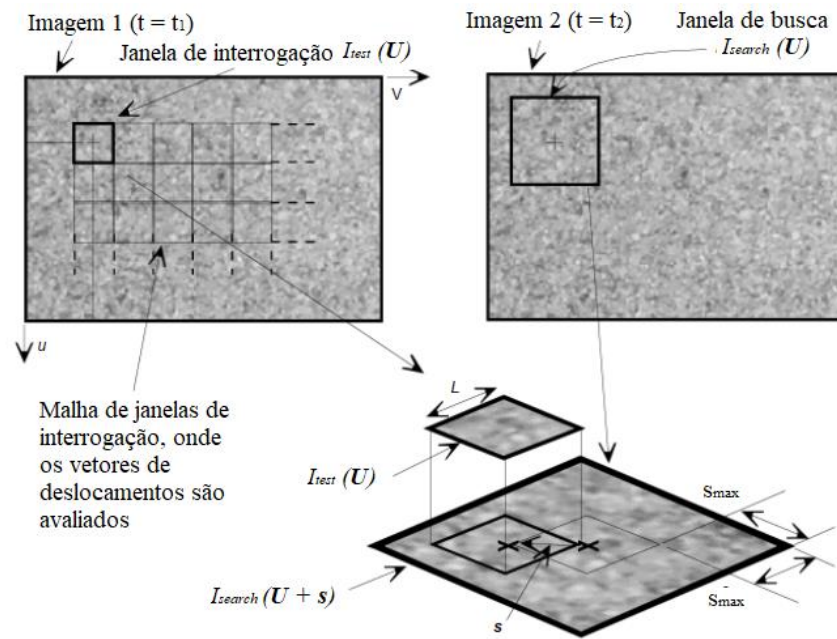 Imagem 1 (t = t₁)
Janela de interrogação Itest (U)
V
u
Imagem 2 (t = t₂)
Janela de busca
Isearch (U)
Malha de janelas de
interrogação, onde
os vetores de
deslocamentos são
avaliados
L
Itest (U)
Smax
Isearch (U + s)
s
-
Smax